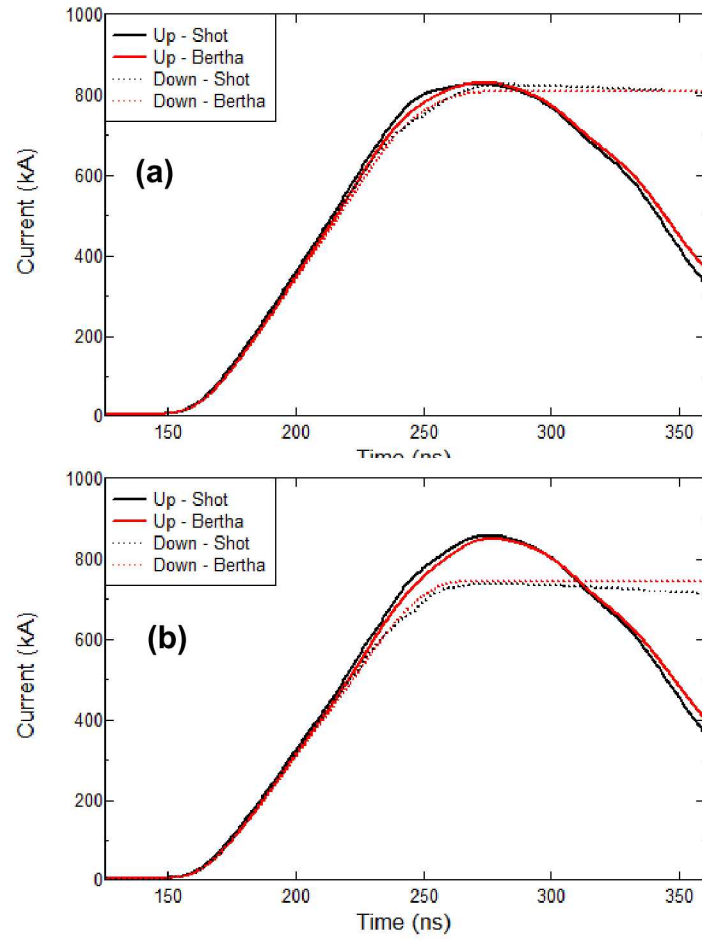 1000
800
600
400
200
0
Current (kA)
Up - Shot
Up - Bertha
Down - Shot
Down - Bertha
(a)
150 200 250 300 350
Time (ns)
1000
800
600
400
200
0
Current (kA)
Up - Shot
Up - Bertha
Down - Shot
Down - Bertha
(b)
150 200 250 300 350
Time (ns)